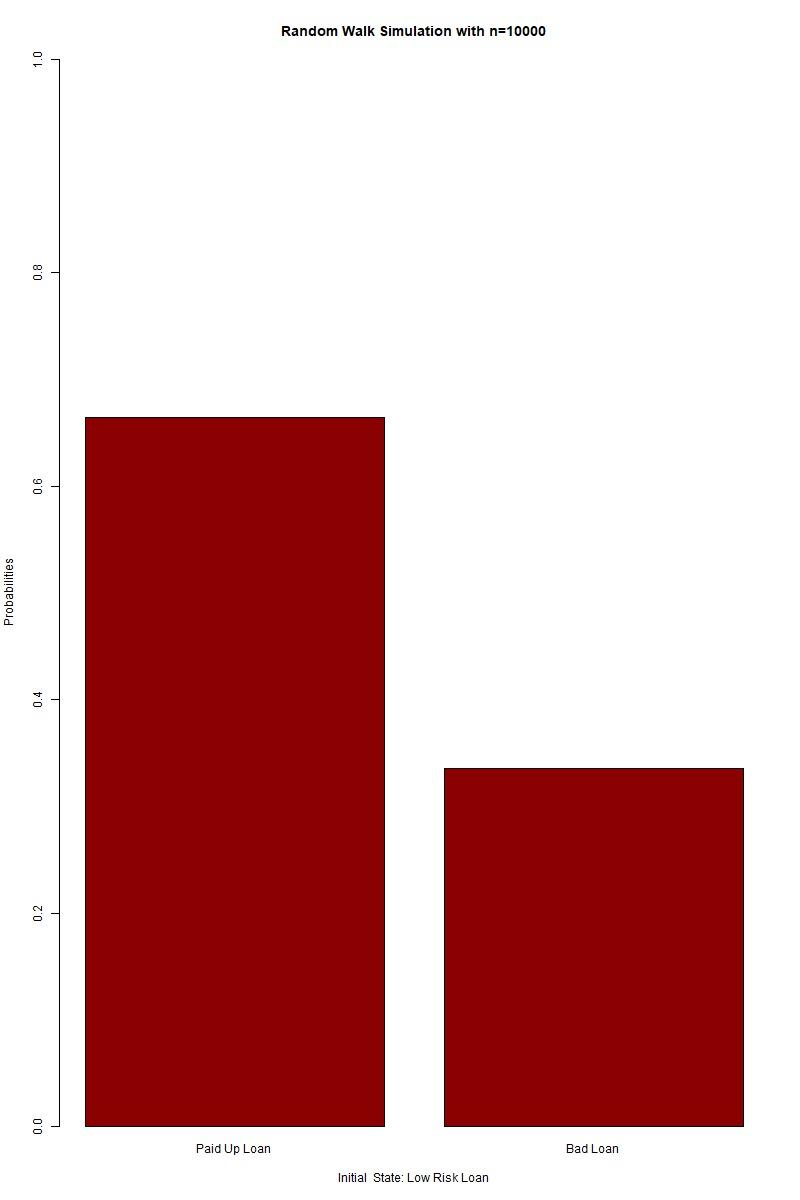 Random Walk Simulation with n=10000
1.0
0.8
0.6
0.4
0.2
0.0
Probabilities
Paid Up Loan
Bad Loan
Initial  State: Low Risk Loan